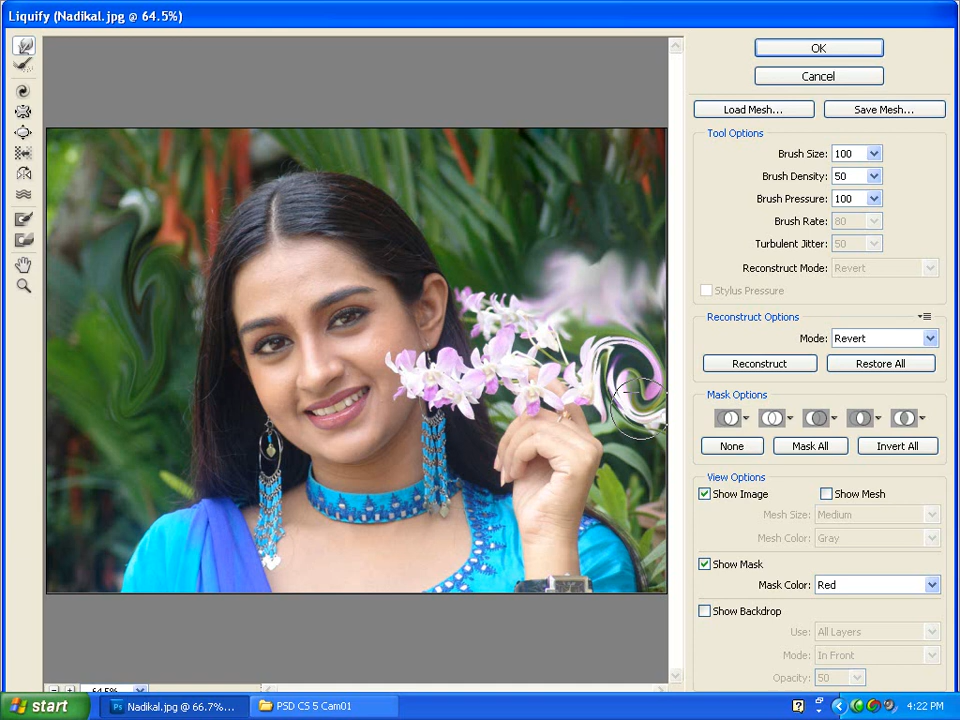 Liquify (Nadikal.jpg @ 64.5%)
OK
Cancel
Load Mesh...
Save Mesh...
Tool Options
Brush Size: 100
Brush Density: 50
Brush Pressure: 100
Brush Rate: 80
Turbulent Jitter: 50
Reconstruct Mode: Revert
Stylus Pressure
Reconstruct Options
Mode: Revert
Reconstruct
Restore All
Mask Options
None
Mask All
Invert All
View Options
Show Image
Show Mesh
Mesh Size: Medium
Mesh Color: Gray
Show Mask
Mask Color: Red
Show Backdrop
Use: All Layers
Mode: In Front
Opacity: 50
64.5%
start
Ps
Nadikal.jpg @ 66.7%...
PSD CS 5 Cam01
4:22 PM